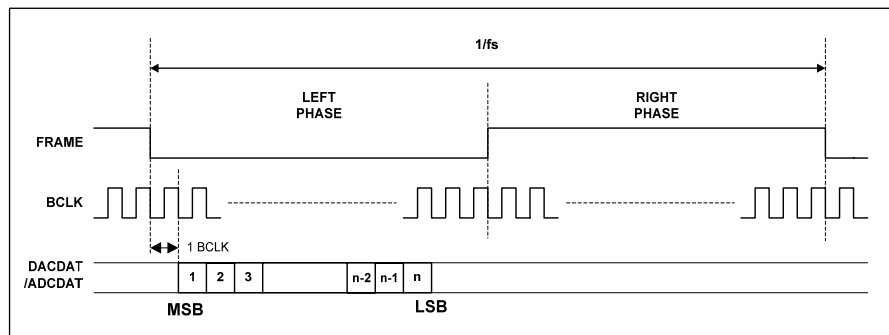 1/fs
LEFT
PHASE
RIGHT
PHASE
FRAME
BCLK
1 BCLK
DACDAT
/ADCDAT
1 2 3 n-2 n-1 n
MSB LSB